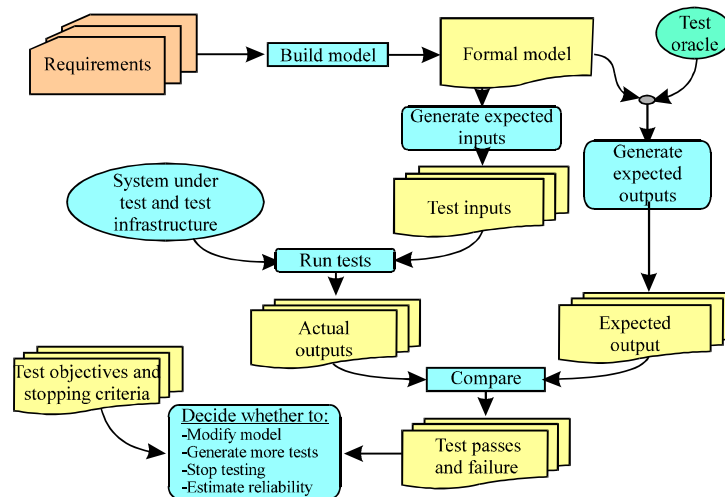 Requirements
Build model
Formal model
Test
oracle
Generate expected
inputs
Generate
expected
outputs
System under
test and test
infrastructure
Test inputs
Run tests
Actual
outputs
Expected
output
Test objectives and
stopping criteria
Compare
Decide whether to:
-Modify model
-Generate more tests
-Stop testing
-Estimate reliability
Test passes
and failure